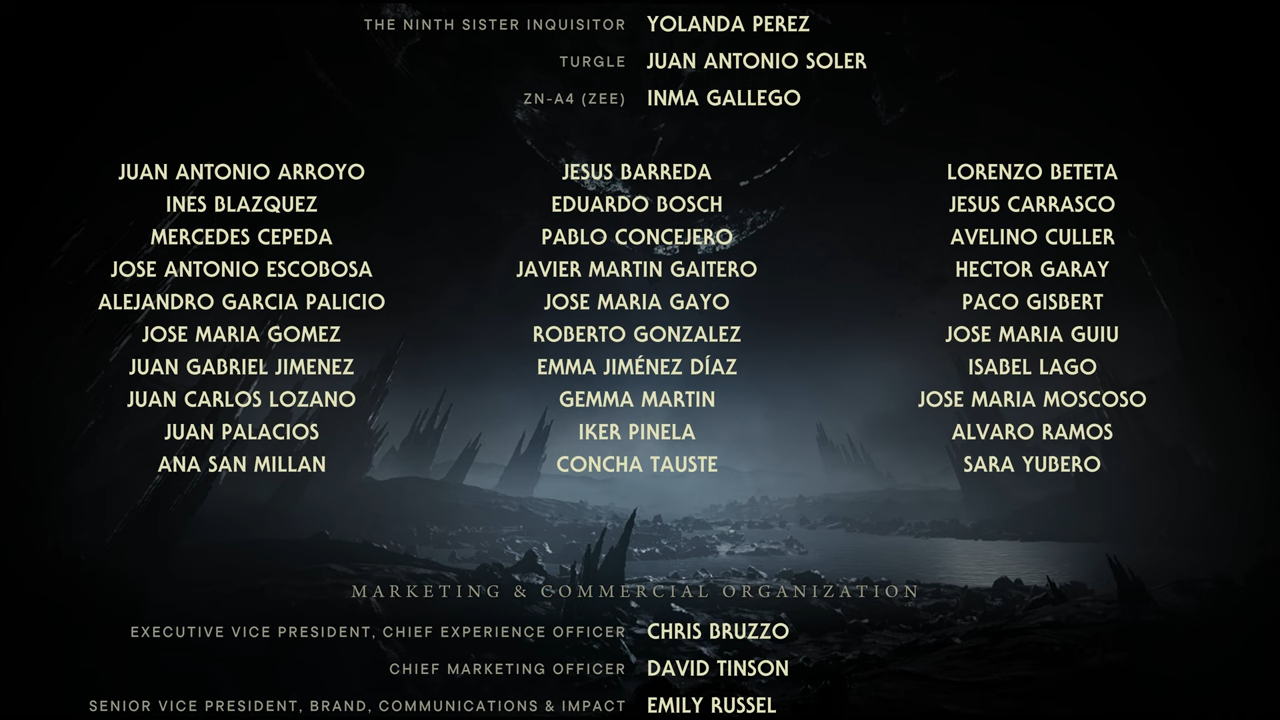 THE NINTH SISTER INQUISITOR YOLANDA PEREZ
TURGLE JUAN ANTONIO SOLER
ZN-A4 (ZEE) INMA GALLEGO
JUAN ANTONIO ARROYO JESUS BARREDA LORENZO BETETA
INES BLAZQUEZ EDUARDO BOSCH JESUS CARRASCO
MERCEDES CEPEDA PABLO CONCEJERO AVELINO CULLER
JOSE ANTONIO ESCOBOSA JAVIER MARTIN GAITERO HECTOR GARAY
ALEJANDRO GARCIA PALICIO JOSE MARIA GAYO PACO GISBERT
JOSE MARIA GOMEZ ROBERTO GONZALEZ JOSE MARIA GUIU
JUAN GABRIEL JIMENEZ EMMA JIMÉNEZ DÍAZ ISABEL LAGO
JUAN CARLOS LOZANO GEMMA MARTIN JOSE MARIA MOSCOSO
JUAN PALACIOS IKER PINELA ALVARO RAMOS
ANA SAN MILLAN CONCHA TAUSTE SARA YUBERO
MARKETING & COMMERCIAL ORGANIZATION
EXECUTIVE VICE PRESIDENT, CHIEF EXPERIENCE OFFICER CHRIS BRUZZO
CHIEF MARKETING OFFICER DAVID TINSON
SENIOR VICE PRESIDENT, BRAND, COMMUNICATIONS & IMPACT EMILY RUSSEL